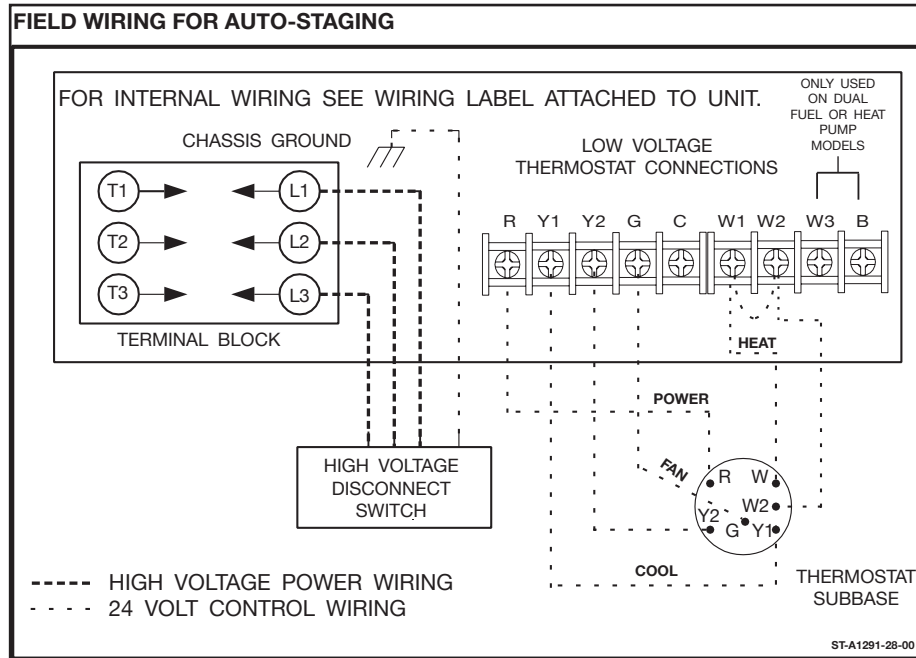 FIELD WIRING FOR AUTO-STAGING
FOR INTERNAL WIRING SEE WIRING LABEL ATTACHED TO UNIT.
ONLY USED
ON DUAL
FUEL OR HEAT
PUMP
MODELS
CHASSIS GROUND
LOW VOLTAGE
THERMOSTAT CONNECTIONS
T1 L1
T2 L2
T3 L3
TERMINAL BLOCK
R Y1 Y2 G C W1 W2 W3 B
HEAT
POWER
FAN
COOL
R W
W2
Y2
G Y1
HIGH VOLTAGE
DISCONNECT
SWITCH
THERMOSTAT
SUBBASE
HIGH VOLTAGE POWER WIRING
24 VOLT CONTROL WIRING
ST-A1291-28-00